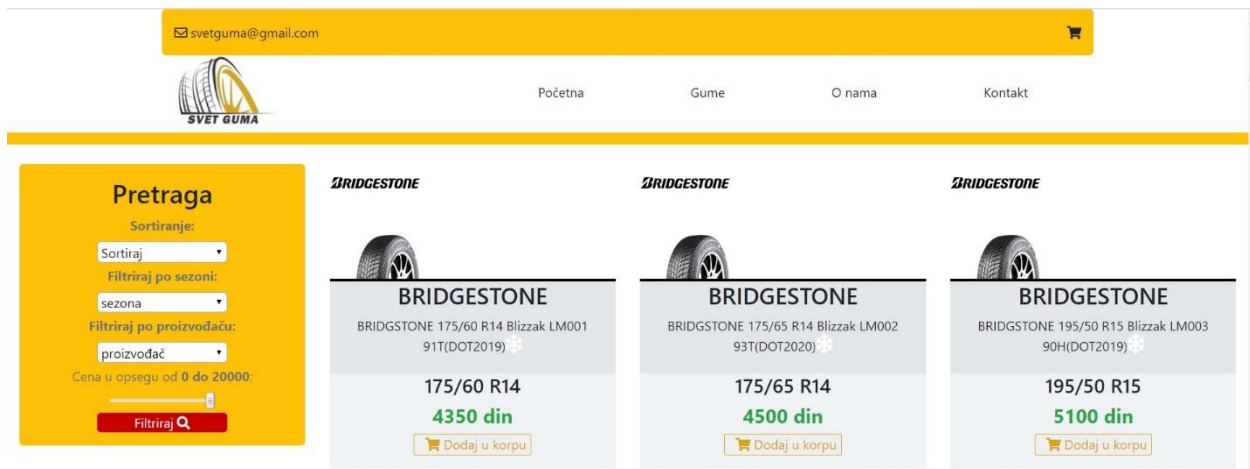 svetguma@gmail.com
SVET GUMA
Početna Gume O nama Kontakt
Pretraga
Sortiranje:
Sortiraj
Filtriraj po sezoni:
sezona
Filtriraj po proizvođaču:
proizvođač
Cena u opsegu od 0 do 20000:
Filtriraj
BRIDGESTONE
BRIDGESTONE
BRIDGSTONE 175/60 R14 Blizzak LM001
91T(DOT2019)
175/60 R14
4350 din
Dodaj u korpu
BRIDGESTONE
BRIDGESTONE
BRIDGSTONE 175/65 R14 Blizzak LM002
93T(DOT2020)
175/65 R14
4500 din
Dodaj u korpu
BRIDGESTONE
BRIDGESTONE
BRIDGSTONE 195/50 R15 Blizzak LM003
90H(DOT2019)
195/50 R15
5100 din
Dodaj u korpu